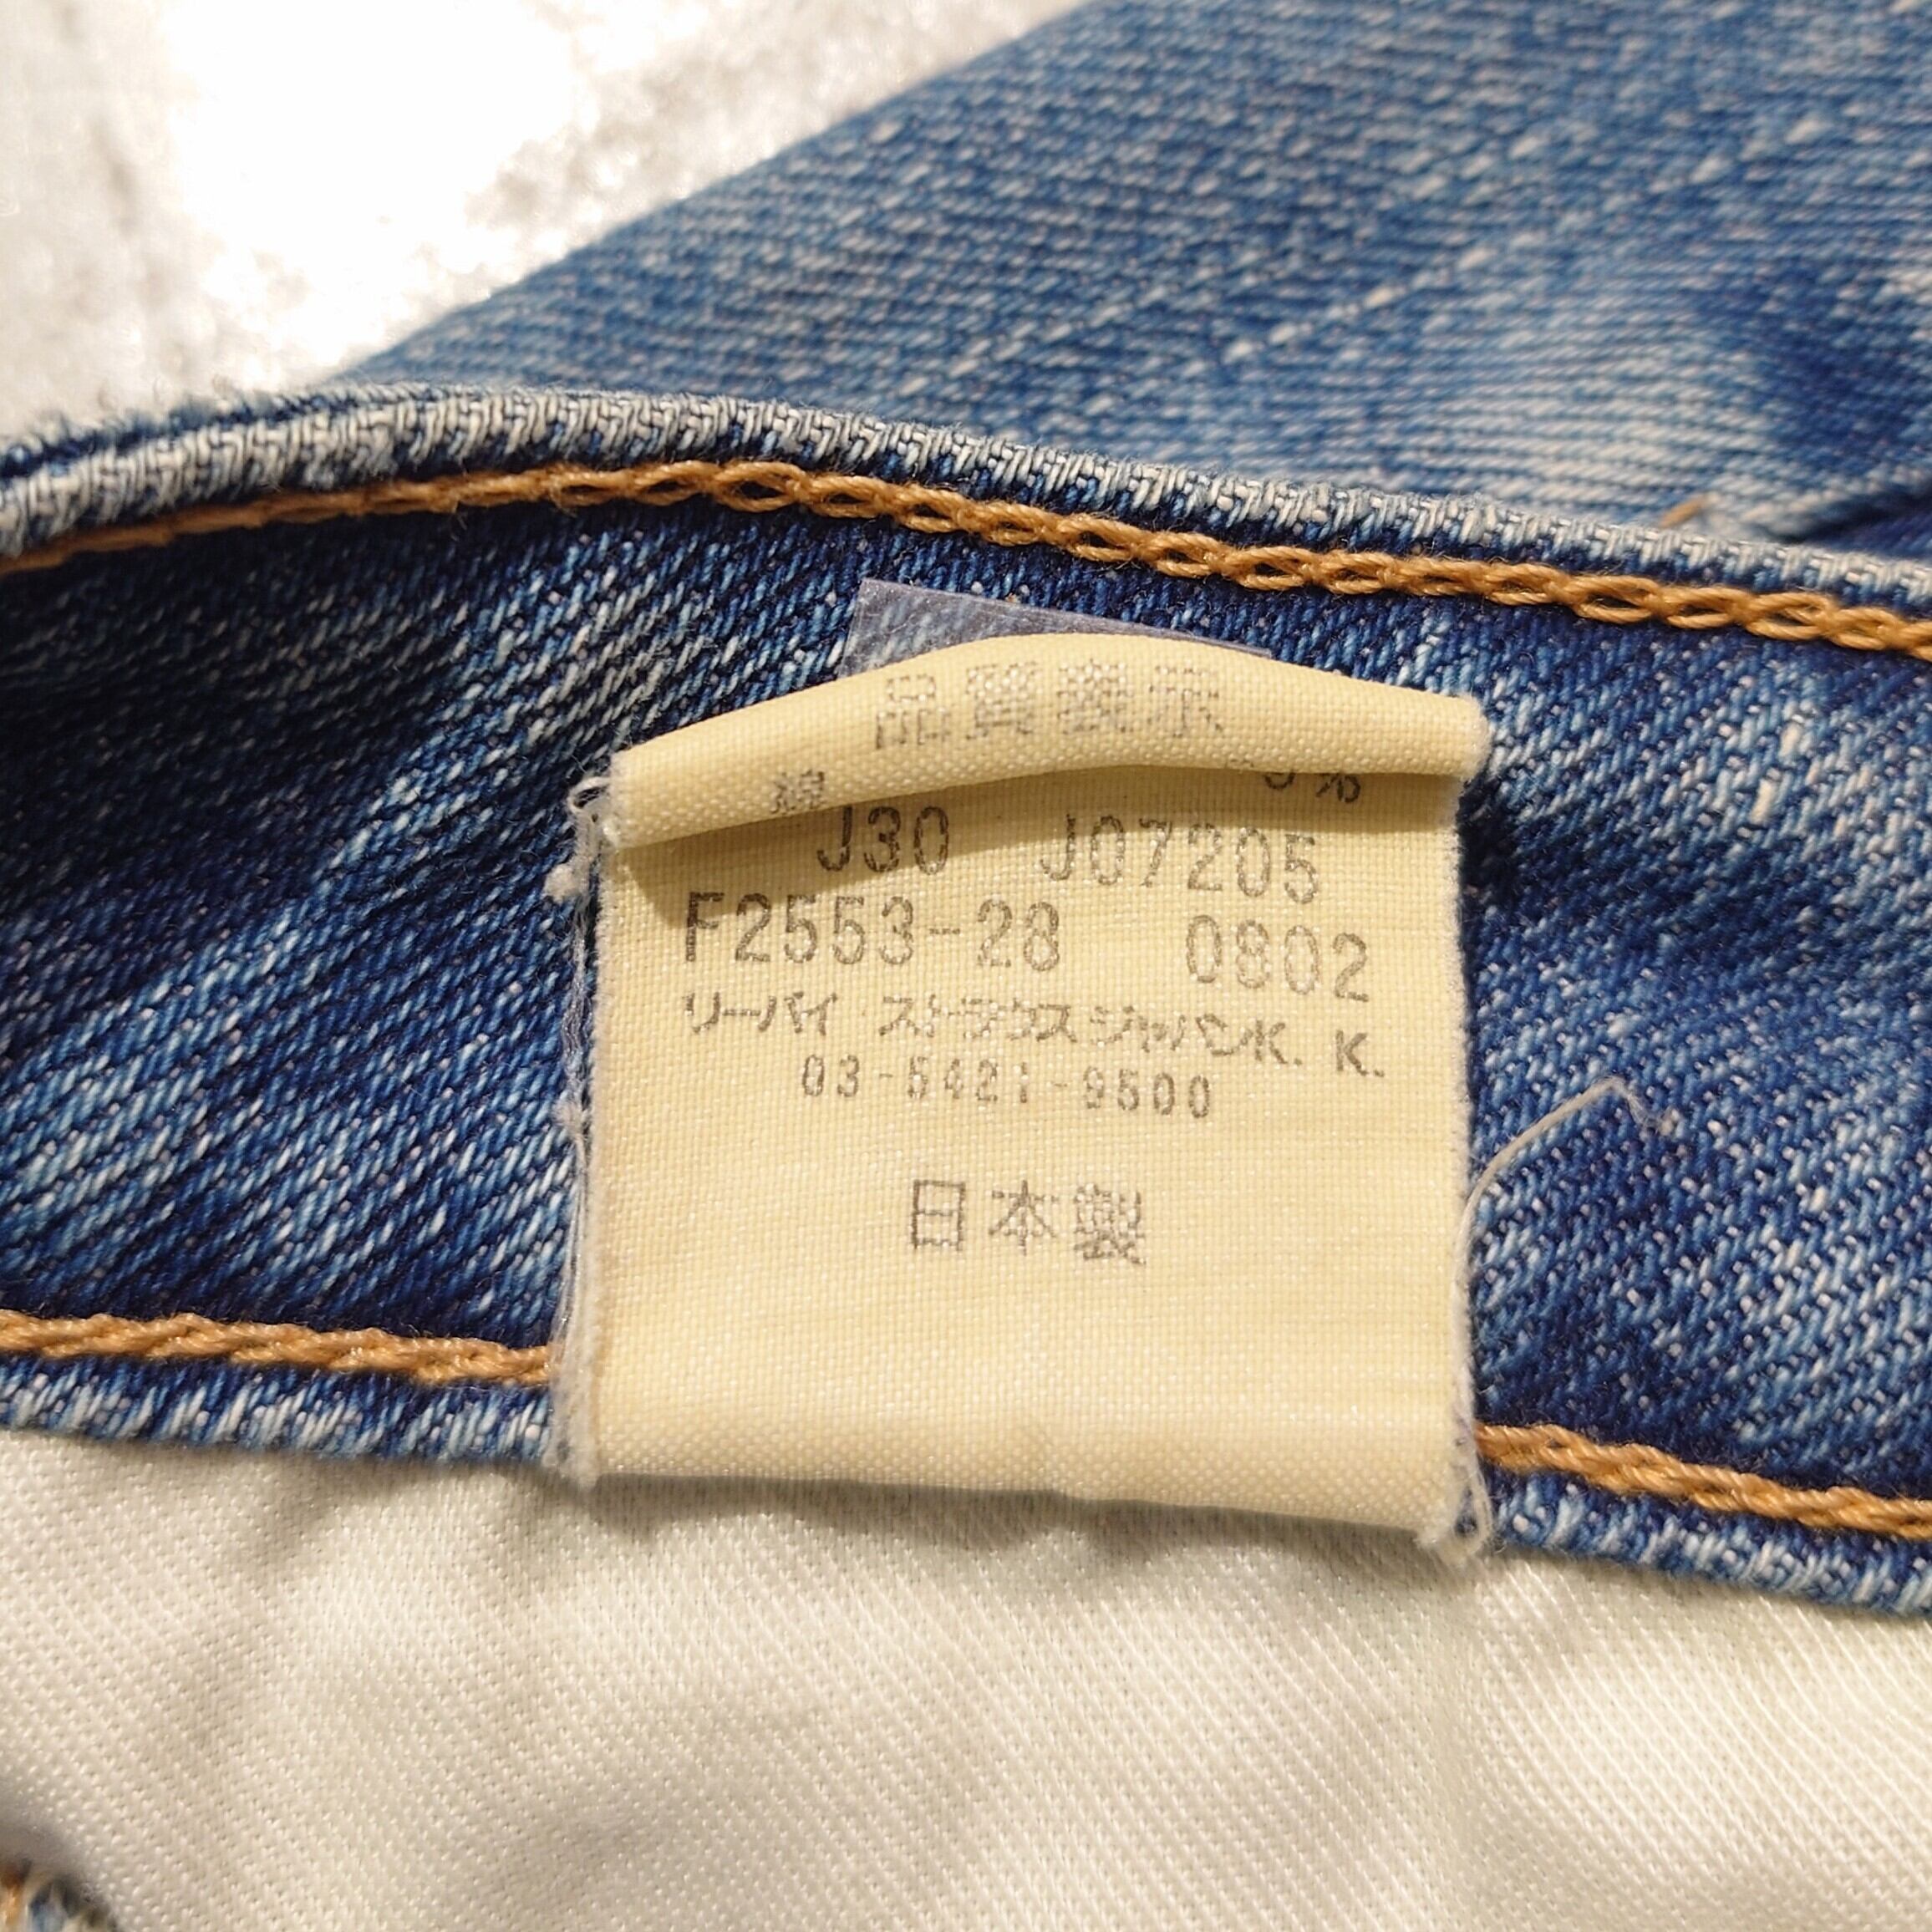 品質表示
綿 %
J30 J07205
F2553-28 0802
リーバイ ストラウスジャパンK. K.
03-5421-9500
日本製